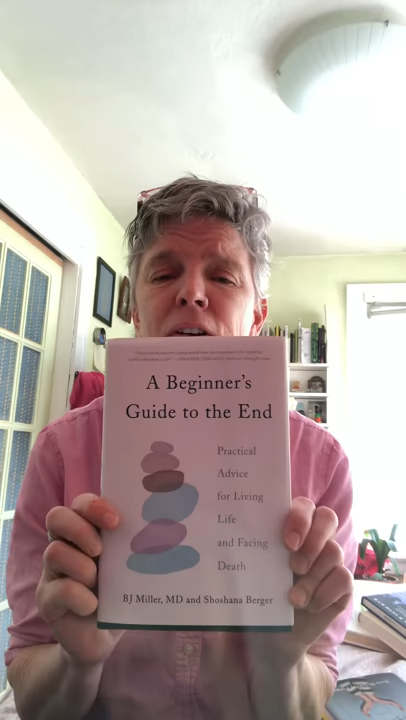 A Beginner's
Guide to the End
Practical
Advice
for Living
Life
and Facing
Death
BJ Miller, MD and Shoshana Berger